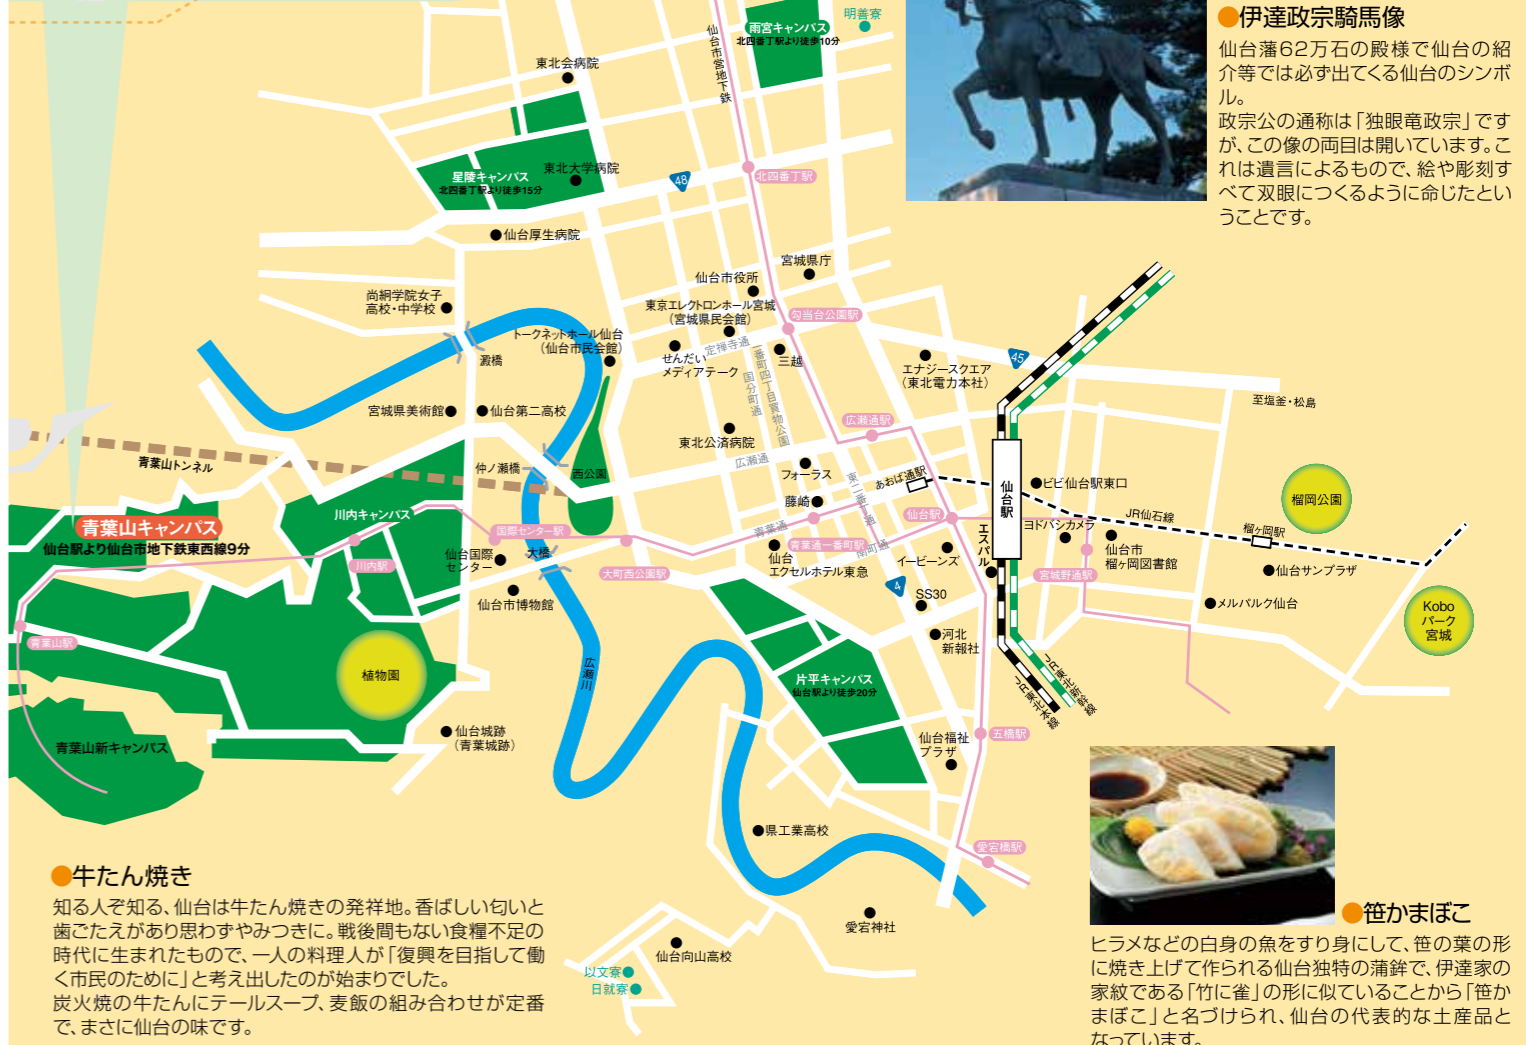 明善寮
雨宮キャンパス
北四番丁駅より徒歩10分
仙台市営地下鉄
東北会病院
●伊達政宗騎馬像
仙台藩62万石の殿様で仙台の紹
介等では必ず出てくる仙台のシンボ
ル。
政宗公の通称は「独眼竜政宗」です
が、この像の両目は開いています。こ
れは遺言によるもので、絵や彫刻す
べて双眼につくるように命じたとい
うことです。
星陵キャンパス
北四番丁駅より徒歩15分
東北大学病院
48
北四番丁駅
仙台厚生病院
宮城県庁
仙台市役所
尚絅学院女子
高校・中学校
東京エレクトロンホール宮城
(宮城県民会館)
勾当台公園駅
トークネットホール仙台
(仙台市民会館)
澱橋
せんだい
メディアテーク
定禅寺通
三越
一番町四丁目買物公園
国分町通
エナジースクエア
(東北電力本社)
45
至塩釜・松島
宮城県美術館
仙台第二高校
東北公済病院
広瀬通駅
広瀬通
青葉山トンネル
仲ノ瀬橋
西公園
フォーラス
東二番丁通
あおば通駅
仙台駅
ビビ仙台駅東口
榴岡公園
藤崎
青葉山キャンパス
仙台駅より仙台市地下鉄東西線9分
川内キャンパス
国際センター駅
青葉通
仙台駅
エスパル
ヨドバシカメラ
JR仙石線
榴ヶ岡駅
川内駅
仙台国際
センター
大橋
大町西公園駅
仙台
エクセルホテル東急
青葉通一番町駅
南町通
イービーンズ
宮城野通駅
仙台市
榴ヶ岡図書館
仙台サンプラザ
仙台市博物館
4
SS30
メルパルク仙台
Kobo
パーク
宮城
青葉山駅
植物園
広瀬川
河北
新報社
片平キャンパス
仙台駅より徒歩20分
JR東北本線
JR東北新幹線
青葉山新キャンパス
仙台城跡
(青葉城跡)
仙台福祉
プラザ
五橋駅
県工業高校
愛宕橋駅
●牛たん焼き
知る人ぞ知る、仙台は牛たん焼きの発祥地。香ばしい匂いと
歯ごたえがあり思わずやみつきに。戦後間もない食糧不足の
時代に生まれたもので、一人の料理人が「復興を目指して働
く市民のために」と考え出したのが始まりでした。
炭火焼の牛たんにテールスープ、麦飯の組み合わせが定番
で、まさに仙台の味です。
愛宕神社
仙台向山高校
以文寮
日就寮
●笹かまぼこ
ヒラメなどの白身の魚をすり身にして、笹の葉の形
に焼き上げて作られる仙台独特の蒲鉾で、伊達家の
家紋である「竹に雀」の形に似ていることから「笹か
まぼこ」と名づけられ、仙台の代表的な土産品と
なっています。